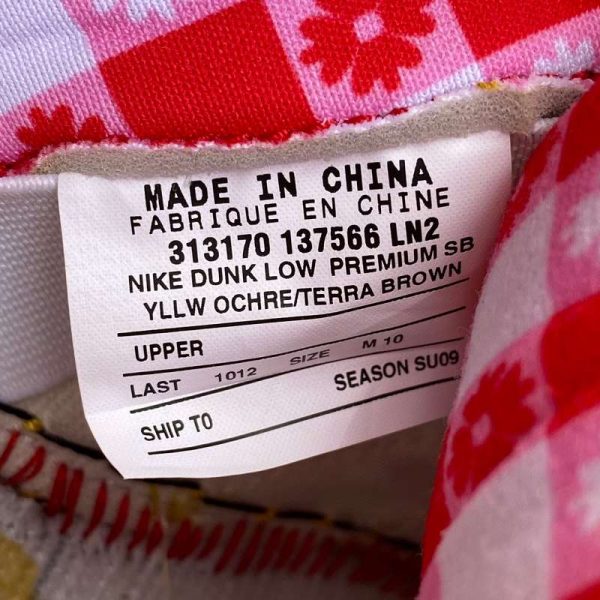 MADE IN CHINA
FABRIQUE EN CHINE
313170 137566 LN2
NIKE DUNK LOW PREMIUM SB
YLLW OCHRE/TERRA BROWN
UPPER
LAST 1012 SIZE M 10
SEASON SU09
SHIP TO